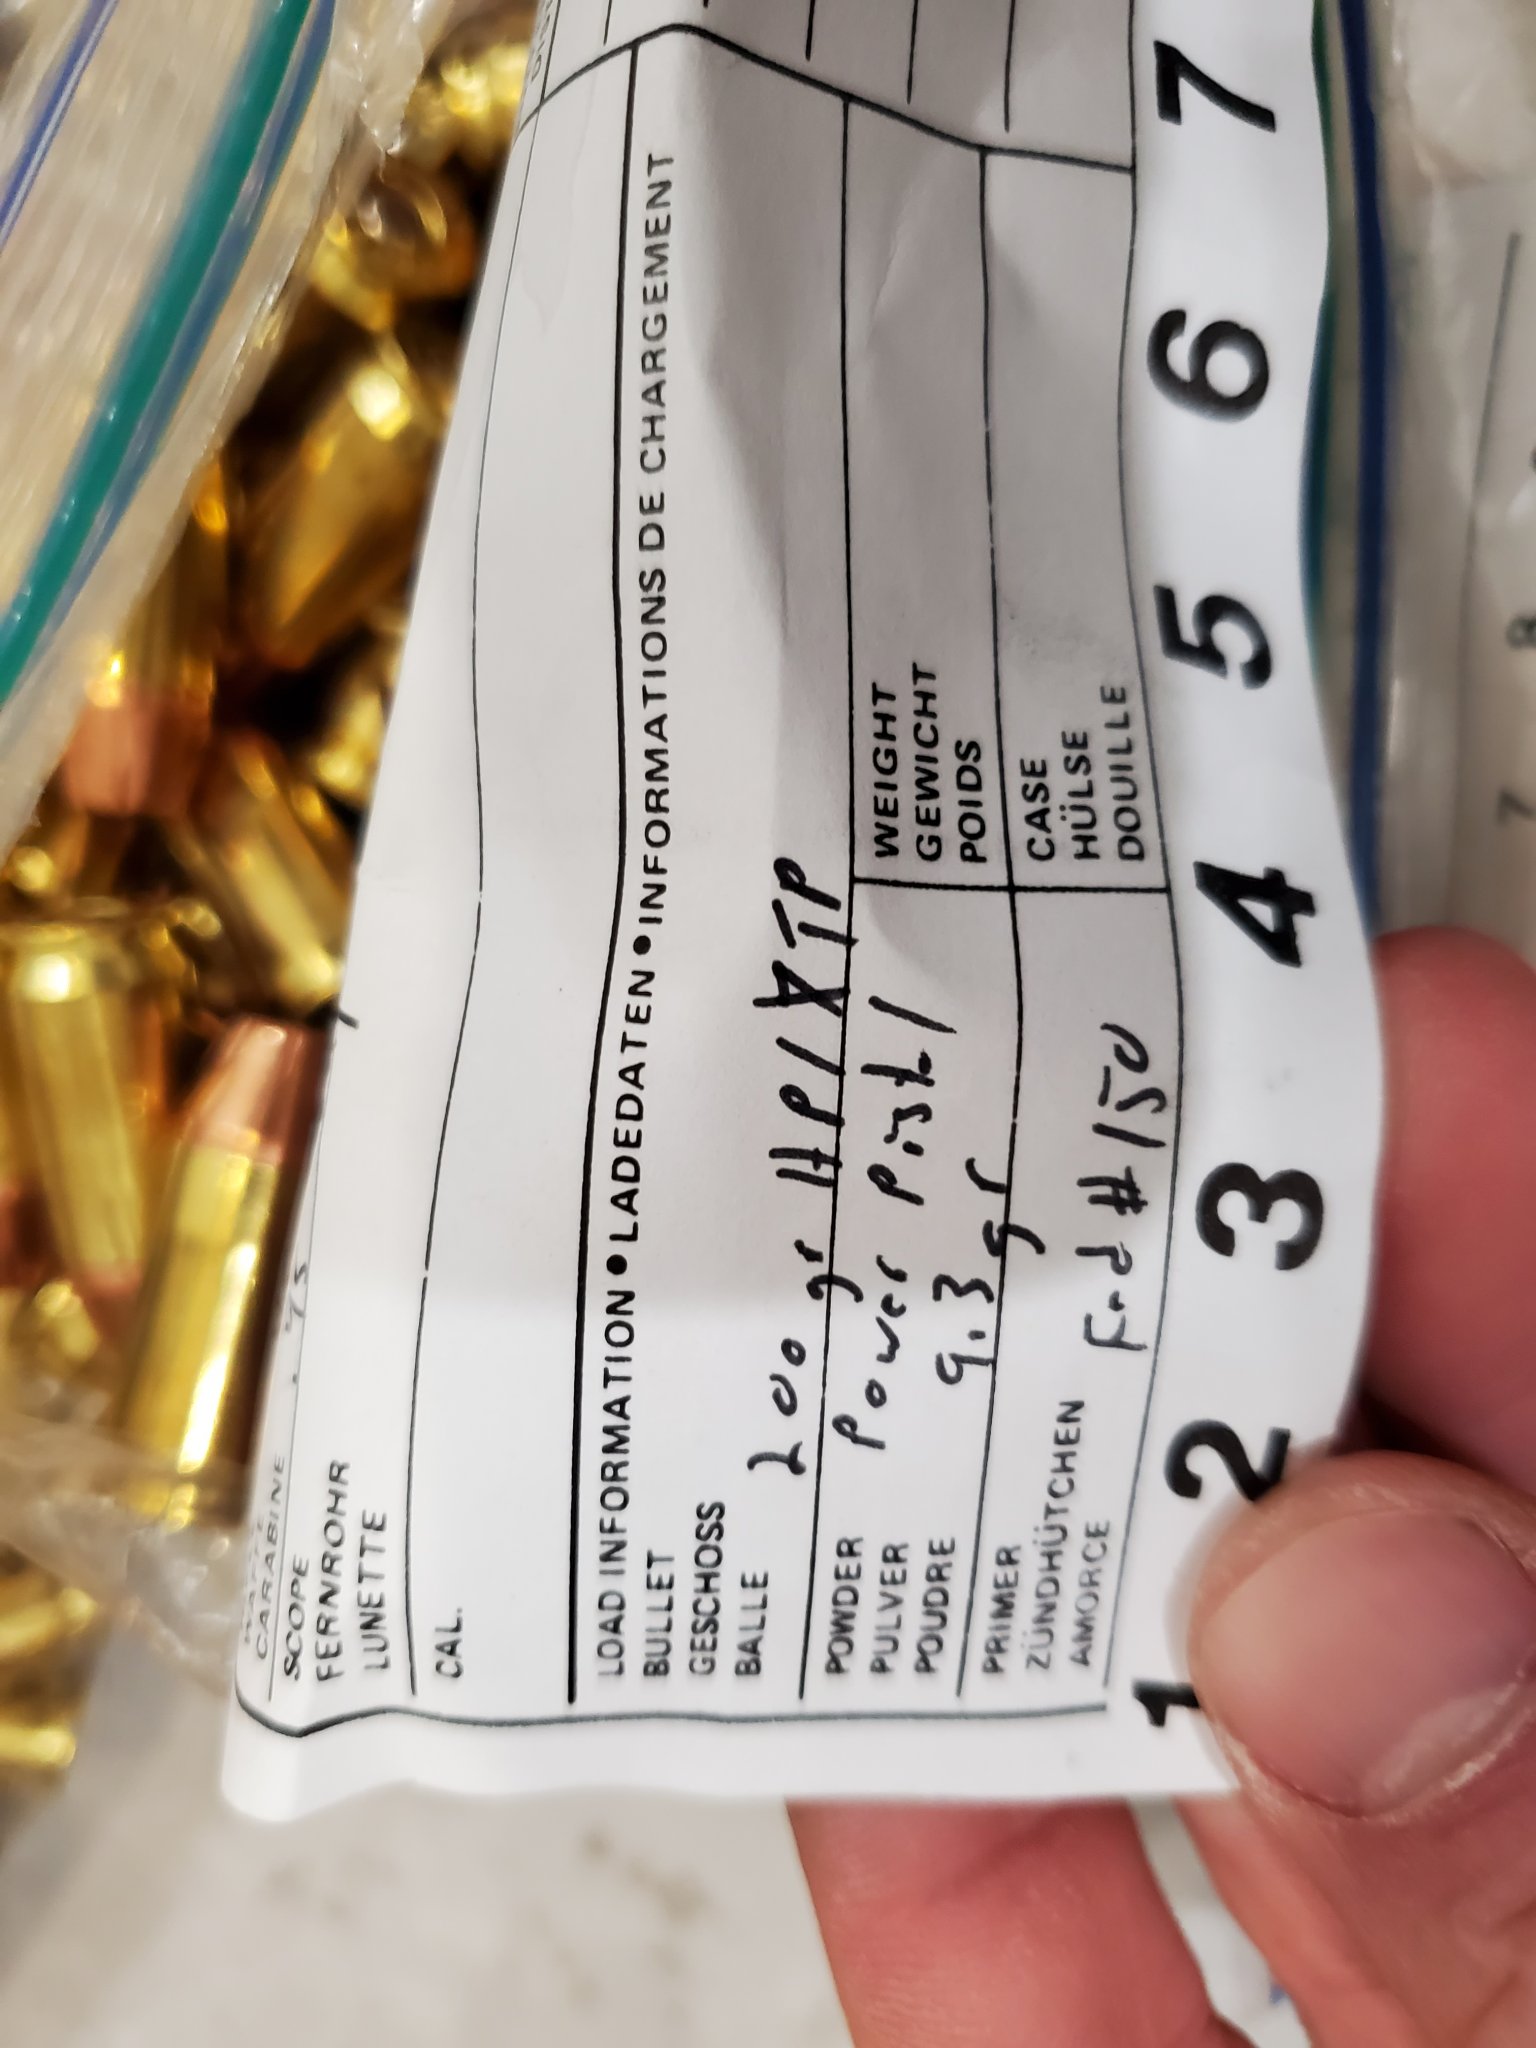 CARABINE
SCOPE
FERNROHR
LUNETTE
CAL.
LOAD INFORMATION • LADEDATEN • INFORMATIONS DE CHARGEMENT
BULLET
GESCHOSS
BALLE
200 gr HP/XTP
POWDER
PULVER
POUDRE
Power Pistol
9.3 gr
WEIGHT
GEWICHT
POIDS
PRIMER
ZÜNDHÜTCHEN
AMORCE
Fed #150
CASE
HÜLSE
DOUILLE
1 2 3 4 5 6 7
7 8